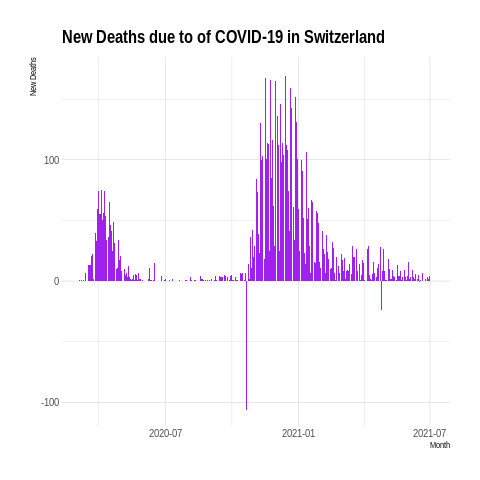 New Deaths due to of COVID-19 in Switzerland
New Deaths
100
0
-100
2020-07
2021-01
2021-07
Month